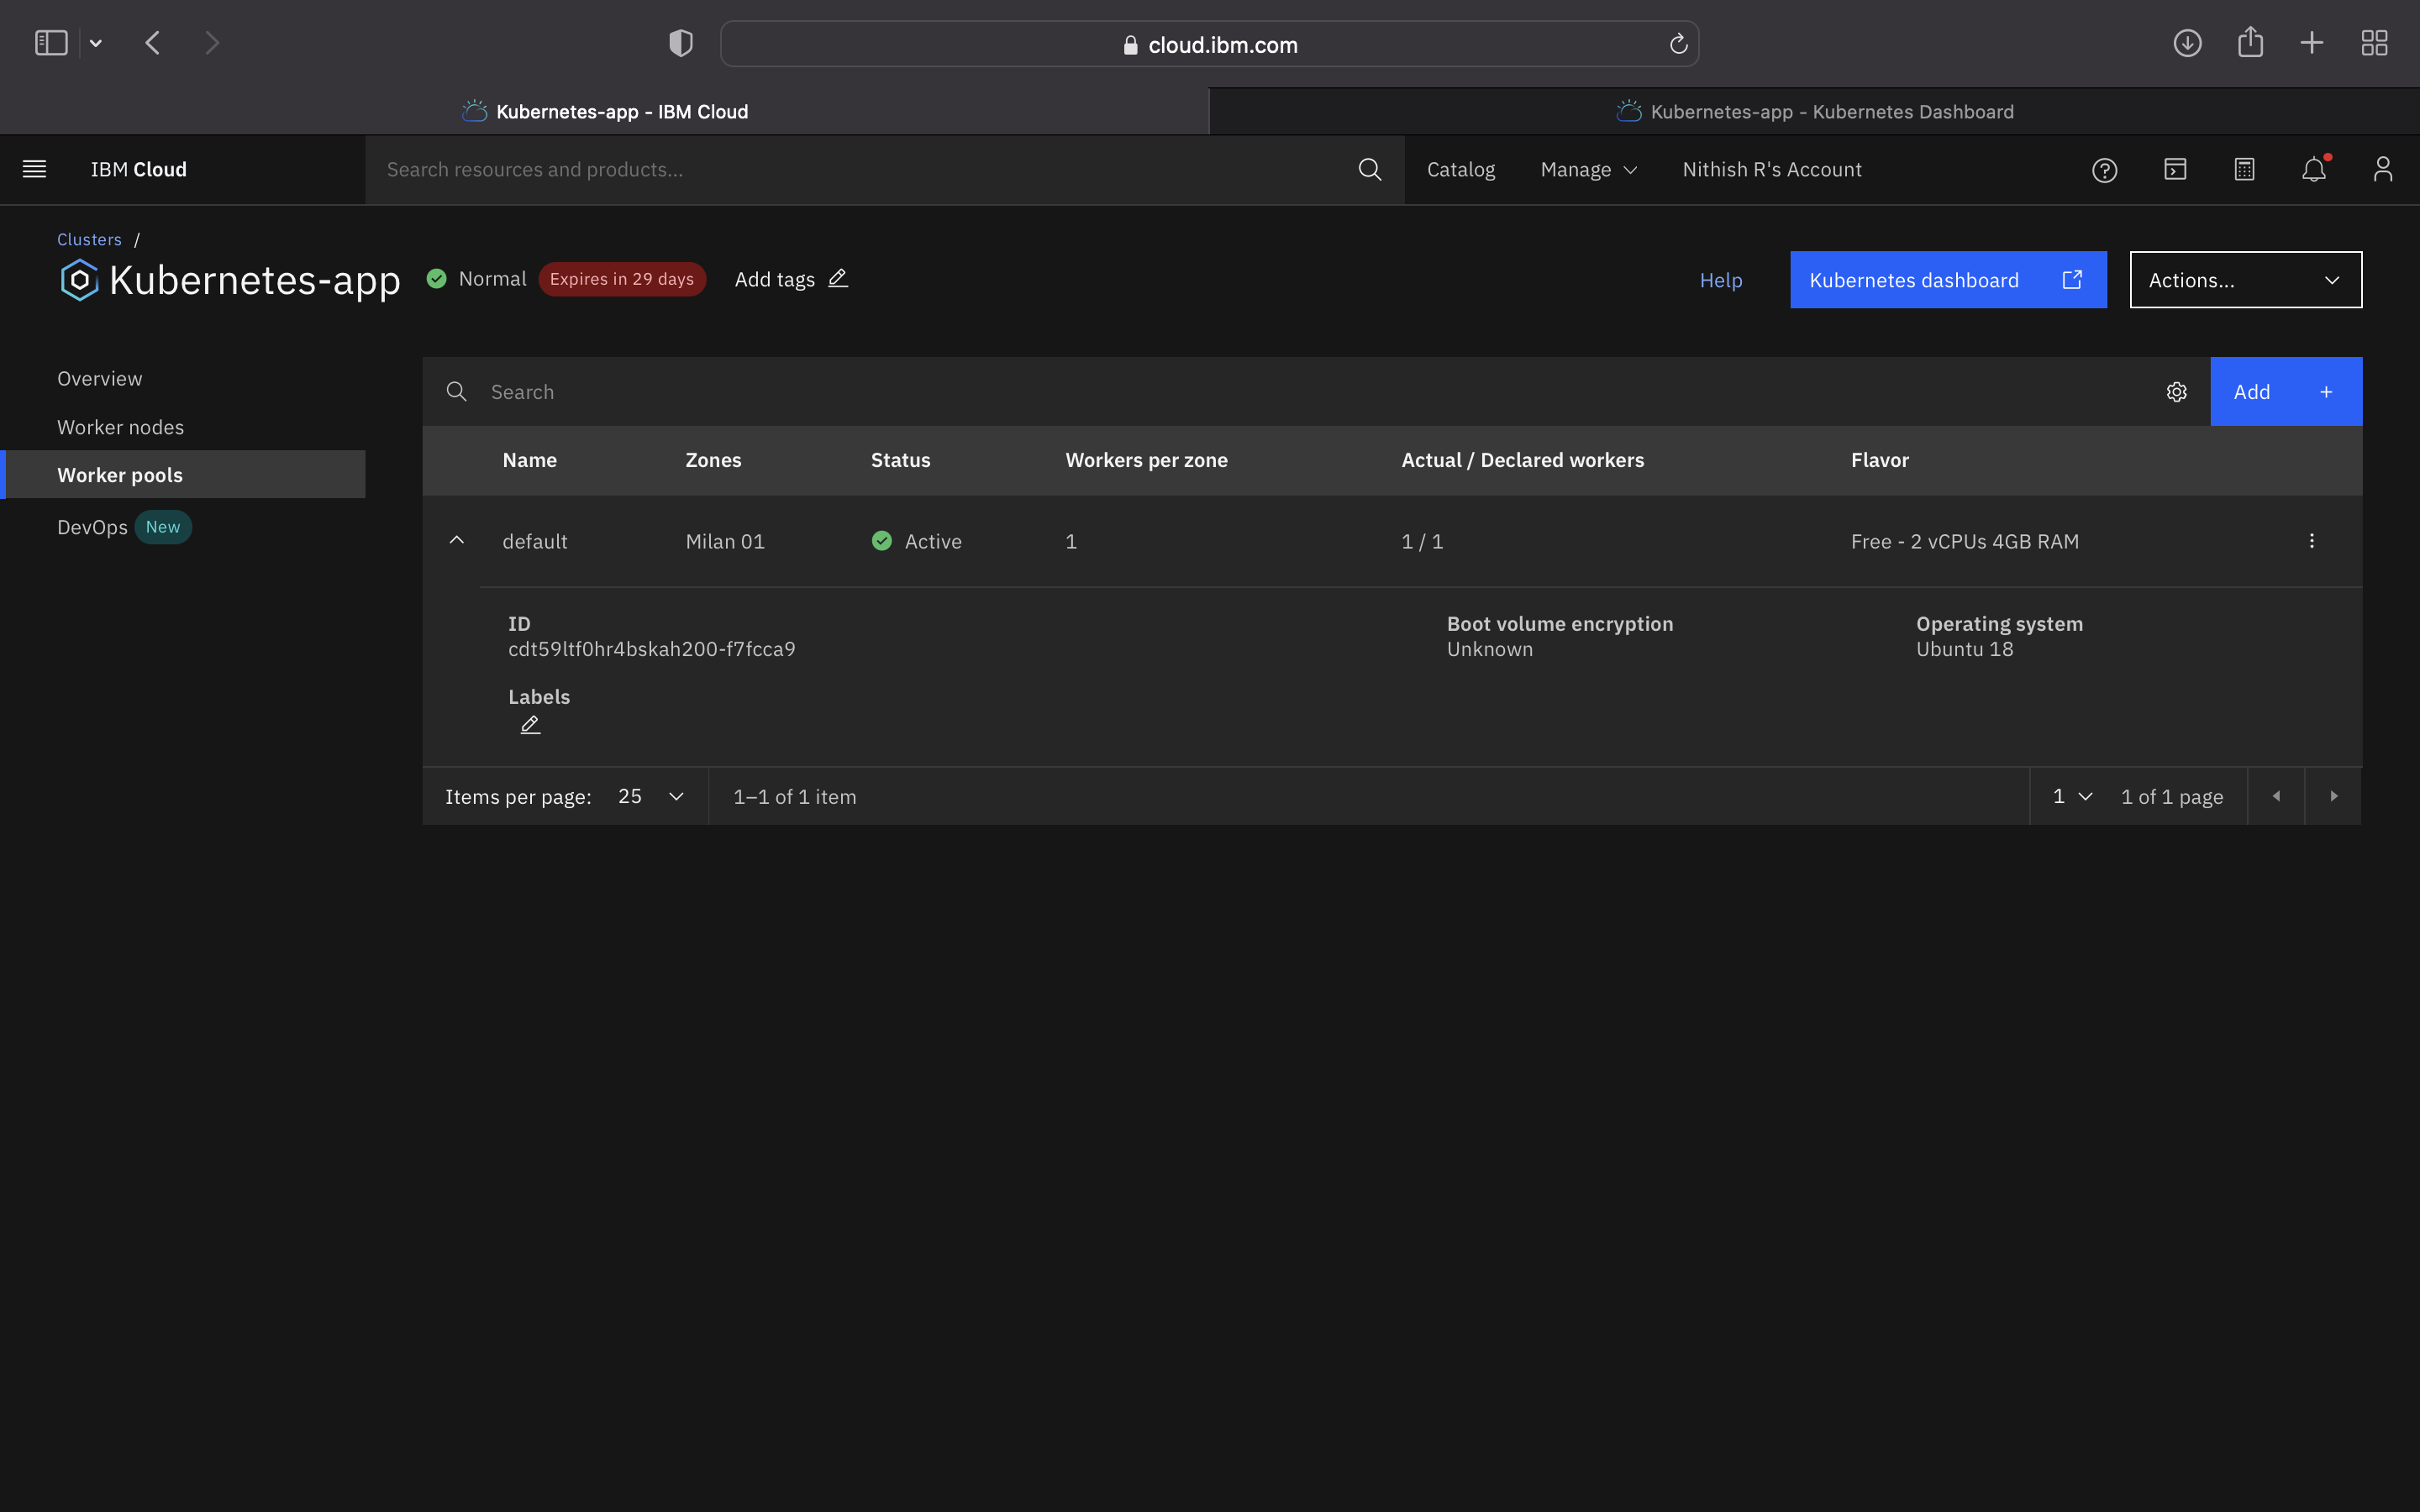 cloud.ibm.com
Kubernetes-app - IBM Cloud
Kubernetes-app - Kubernetes Dashboard
IBM Cloud
Search resources and products...
Catalog
Manage
Nithish R's Account
Clusters /
Kubernetes-app
Normal
Expires in 29 days
Add tags
Help
Kubernetes dashboard
Actions...
Overview
Worker nodes
Worker pools
DevOps New
Search
Add +
Name Zones Status Workers per zone Actual / Declared workers Flavor
default Milan 01 Active 1 1 / 1 Free - 2 vCPUs 4GB RAM
ID
cdt59ltf0hr4bskah200-f7fcca9
Boot volume encryption
Unknown
Operating system
Ubuntu 18
Labels
Items per page: 25
1–1 of 1 item
1
1 of 1 page